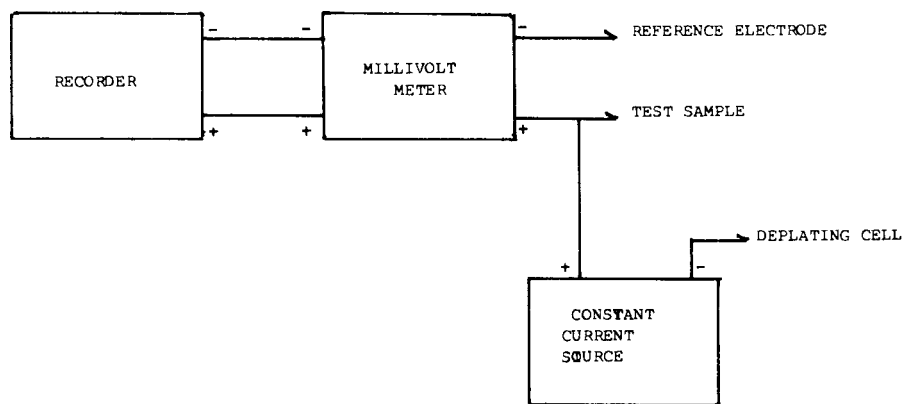 - - - REFERENCE ELECTRODE
RECORDER
MILLIVOLT
METER
TEST SAMPLE
+ + +
DEPLATING CELL
+ -
CONSTANT
CURRENT
SOURCE